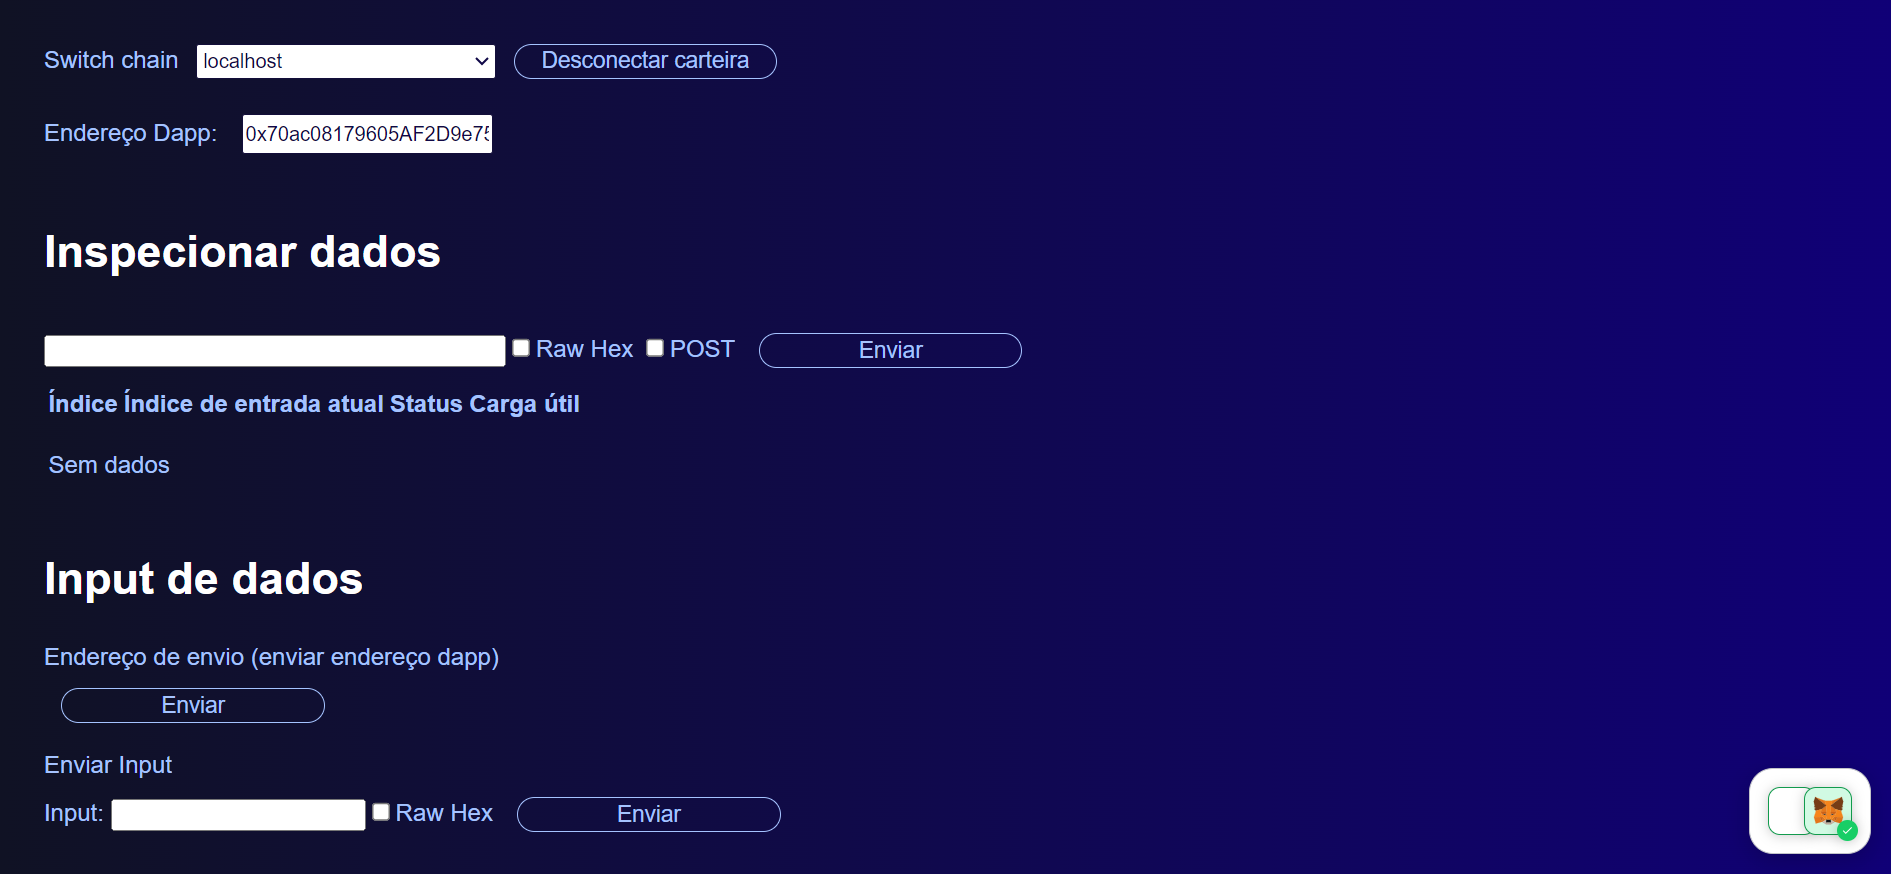 Switch chain localhost Desconectar carteira
Endereço Dapp: 0x70ac08179605AF2D9e75
Inspecionar dados
Raw Hex POST Enviar
Índice Índice de entrada atual Status Carga útil
Sem dados
Input de dados
Endereço de envio (enviar endereço dapp)
Enviar
Enviar Input
Input: Raw Hex Enviar